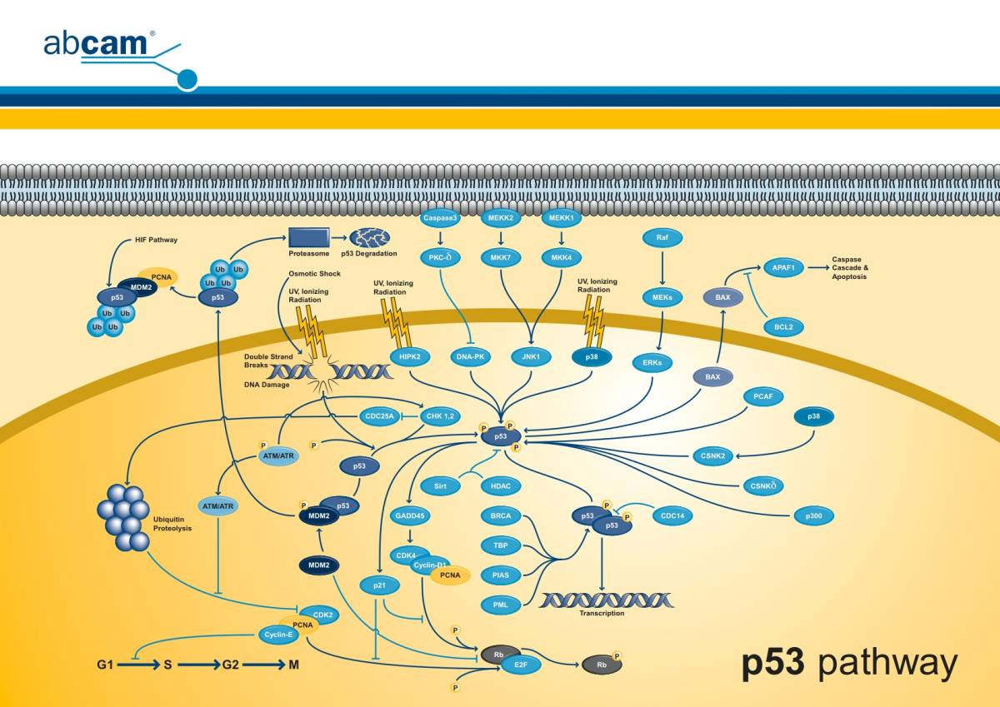 abcam®
Caspase3
MEKK2
MEKK1
HIF Pathway
Proteasome
p53 Degradation
PKC-δ
MKK7
MKK4
Raf
APAF1
Caspase
Cascade &
Apoptosis
Ub
Ub
Ub
Ub
p53
PCNA
MDM2
p53
Ub
Ub
Ub
Ub
Osmotic Shock
UV, Ionizing
Radiation
UV, Ionizing
Radiation
UV, Ionizing
Radiation
MEKs
BAX
BCL2
Double Strand
Breaks
DNA Damage
HIPK2
DNA-PK
JNK1
p38
ERKs
BAX
PCAF
p38
CDC25A
CHK 1,2
P
P
p53
P
P
ATM/ATR
P
p53
CSNK2
Sirt
HDAC
CSNKδ
ATM/ATR
P
MDM2
p53
GADD45
BRCA
P
p53
P
p53
CDC14
p300
Ubiquitin
Proteolysis
TBP
CDK4
Cyclin-D1
PCNA
MDM2
PIAS
p21
PML
Transcription
CDK2
PCNA
Cyclin-E
P
Rb
E2F
P
Rb
P
G1
S
G2
M
p53 pathway